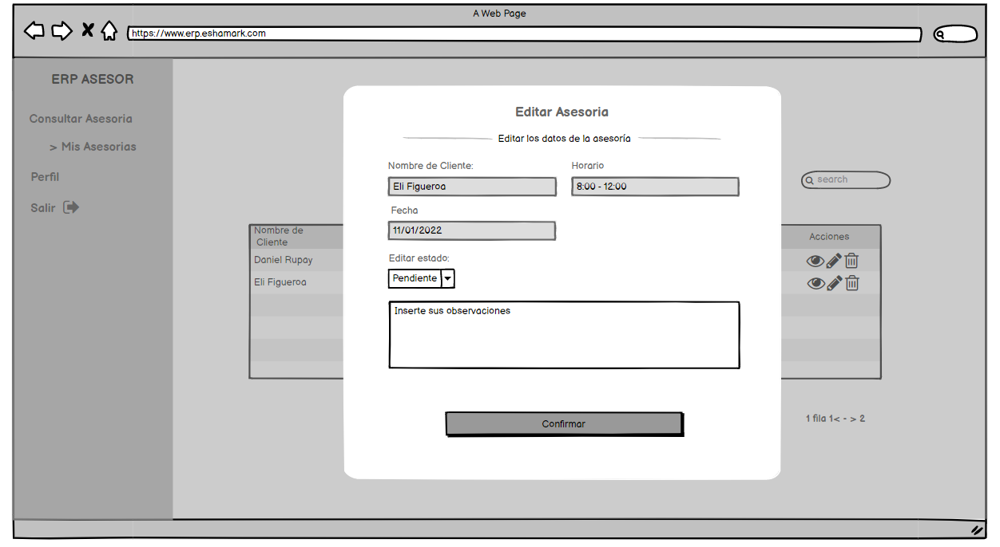 A Web Page
https://www.erp.eshamark.com
ERP ASESOR
Consultar Asesoria
> Mis Asesorias
Perfil
Salir
search
Nombre de
Cliente
Acciones
Daniel Rupay
Eli Figueroa
1 fila 1< - > 2
Editar Asesoria
Editar los datos de la asesoría
Nombre de Cliente:
Horario
Eli Figueroa
8:00 - 12:00
Fecha
11/01/2022
Editar estado:
Pendiente
Inserte sus observaciones
Confirmar